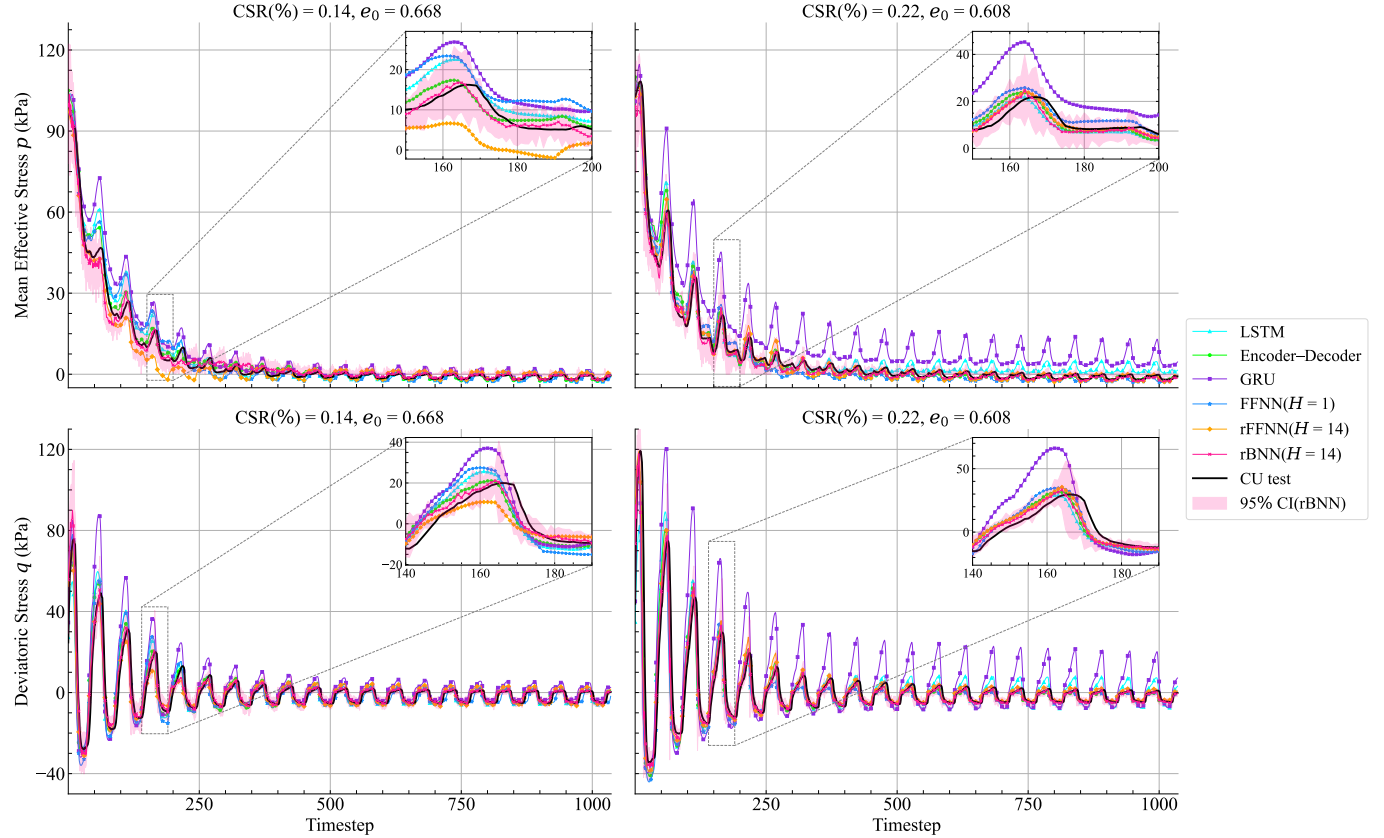 CSR(%) = 0.14, e₀ = 0.668
CSR(%) = 0.22, e₀ = 0.608
Mean Effective Stress p (kPa)
120
90
60
30
0
20
10
0
160
180
200
40
20
0
160
180
200
LSTM
Encoder–Decoder
GRU
FFNN(H = 1)
rFFNN(H = 14)
rBNN(H = 14)
CU test
95% CI(rBNN)
CSR(%) = 0.14, e₀ = 0.668
CSR(%) = 0.22, e₀ = 0.608
Deviatoric Stress q (kPa)
120
80
40
0
−40
40
20
0
−20
140
160
180
50
0
140
160
180
250
500
750
1000
250
500
750
1000
Timestep
Timestep